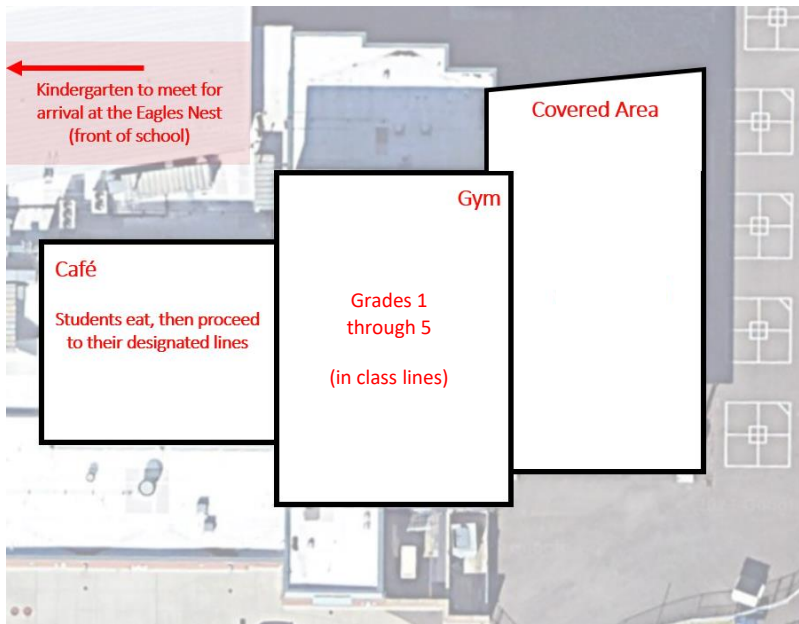 Kindergarten to meet for
arrival at the Eagles Nest
(front of school)
Covered Area
Gym
Café
Students eat, then proceed
to their designated lines
Grades 1
through 5
(in class lines)